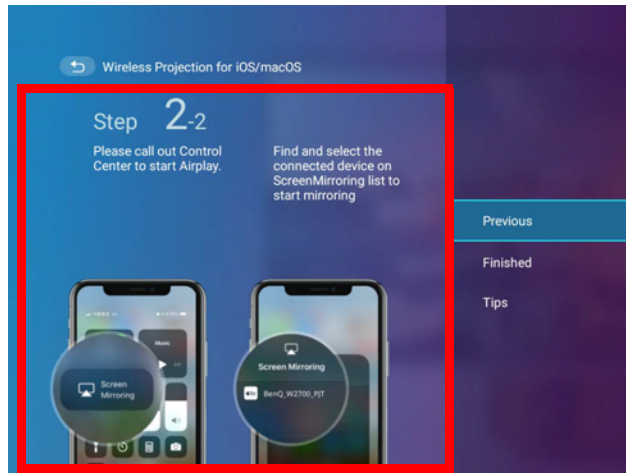 Wireless Projection for iOS/macOS
Step 2-2
Please call out Control
Center to start Airplay.
Find and select the
connected device on
ScreenMirroring list to
start mirroring
Previous
Finished
Tips
Music
Screen
Mirroring
Screen Mirroring
BenQ_W2700_PJT